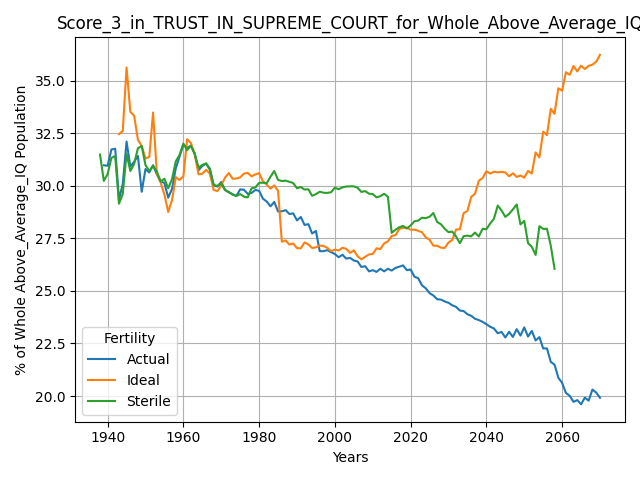 Score_3_in_TRUST_IN_SUPREME_COURT_for_Whole_Above_Average_IQ
% of Whole Above_Average_IQ Population
35.0
32.5
30.0
27.5
25.0
22.5
20.0
Fertility
Actual
Ideal
Sterile
1940
1960
1980
2000
2020
2040
2060
Years